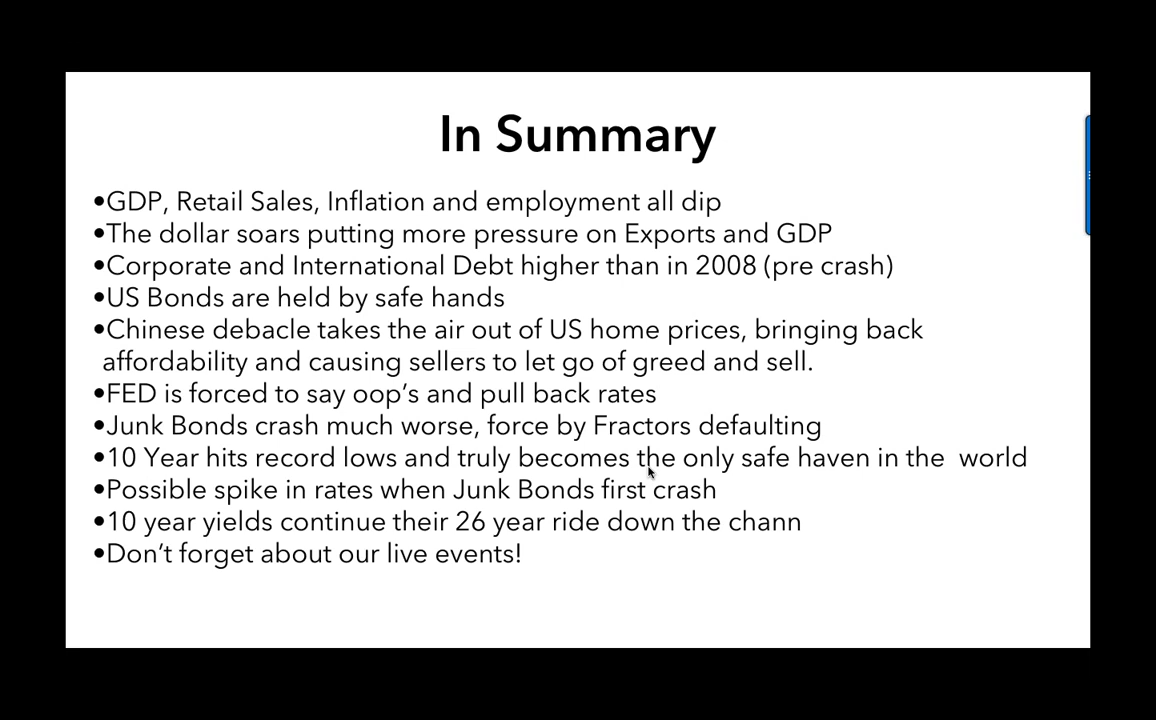 In Summary
•GDP, Retail Sales, Inflation and employment all dip
•The dollar soars putting more pressure on Exports and GDP
•Corporate and International Debt higher than in 2008 (pre crash)
•US Bonds are held by safe hands
•Chinese debacle takes the air out of US home prices, bringing back
affordability and causing sellers to let go of greed and sell.
•FED is forced to say oop’s and pull back rates
•Junk Bonds crash much worse, force by Fractors defaulting
•10 Year hits record lows and truly becomes the only safe haven in the  world
•Possible spike in rates when Junk Bonds first crash
•10 year yields continue their 26 year ride down the chann
•Don’t forget about our live events!